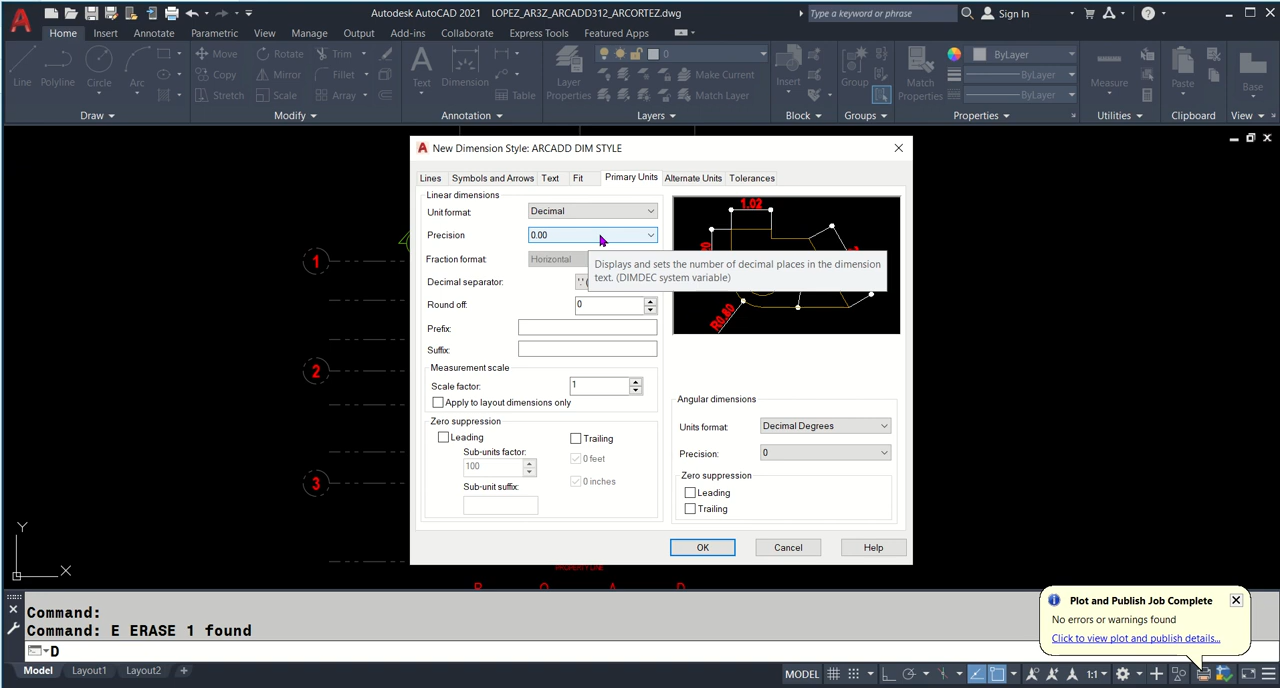 Autodesk AutoCAD 2021 LOPEZ_AR3Z_ARCADD312_ARCORTEZ.dwg
Type a keyword or phrase
Sign In
Home Insert Annotate Parametric View Manage Output Add-ins Collaborate Express Tools Featured Apps
Line Polyline Circle Arc
Move Rotate Trim
Copy Mirror Fillet
Stretch Scale Array
Text Dimension Table
Layer Properties
0
Make Current
Match Layer
Insert
Group
Match Properties
ByLayer
ByLayer
ByLayer
Measure
Paste
Base
Draw Modify Annotation Layers Block Groups Properties Utilities Clipboard View
New Dimension Style: ARCADD DIM STYLE
Lines Symbols and Arrows Text Fit Primary Units Alternate Units Tolerances
Linear dimensions
Unit format: Decimal
Precision 0.00
Fraction format: Horizontal
Decimal separator:
Round off: 0
Prefix:
Suffix:
Measurement scale
Scale factor: 1
Apply to layout dimensions only
Zero suppression
Leading
Trailing
Sub-units factor:
100
0 feet
Sub-unit suffix:
0 inches
1.02
R0.80
Displays and sets the number of decimal places in the dimension
text. (DIMDEC system variable)
Angular dimensions
Units format: Decimal Degrees
Precision: 0
Zero suppression
Leading
Trailing
OK Cancel Help
1
2
3
Y
X
PROPERTY LINE
R O A D
Command:
Command: E ERASE 1 found
D
Plot and Publish Job Complete
No errors or warnings found
Click to view plot and publish details...
Model Layout1 Layout2 +
MODEL
1:1